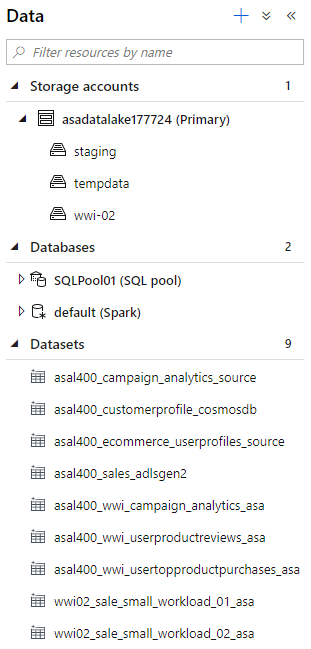 Data
Filter resources by name
Storage accounts 1
asadatalake177724 (Primary)
staging
tempdata
wwi-02
Databases 2
SQLPool01 (SQL pool)
default (Spark)
Datasets 9
asal400_campaign_analytics_source
asal400_customerprofile_cosmosdb
asal400_ecommerce_userprofiles_source
asal400_sales_adlsgen2
asal400_wwi_campaign_analytics_asa
asal400_wwi_userproductreviews_asa
asal400_wwi_usertopproductpurchases_asa
wwi02_sale_small_workload_01_asa
wwi02_sale_small_workload_02_asa